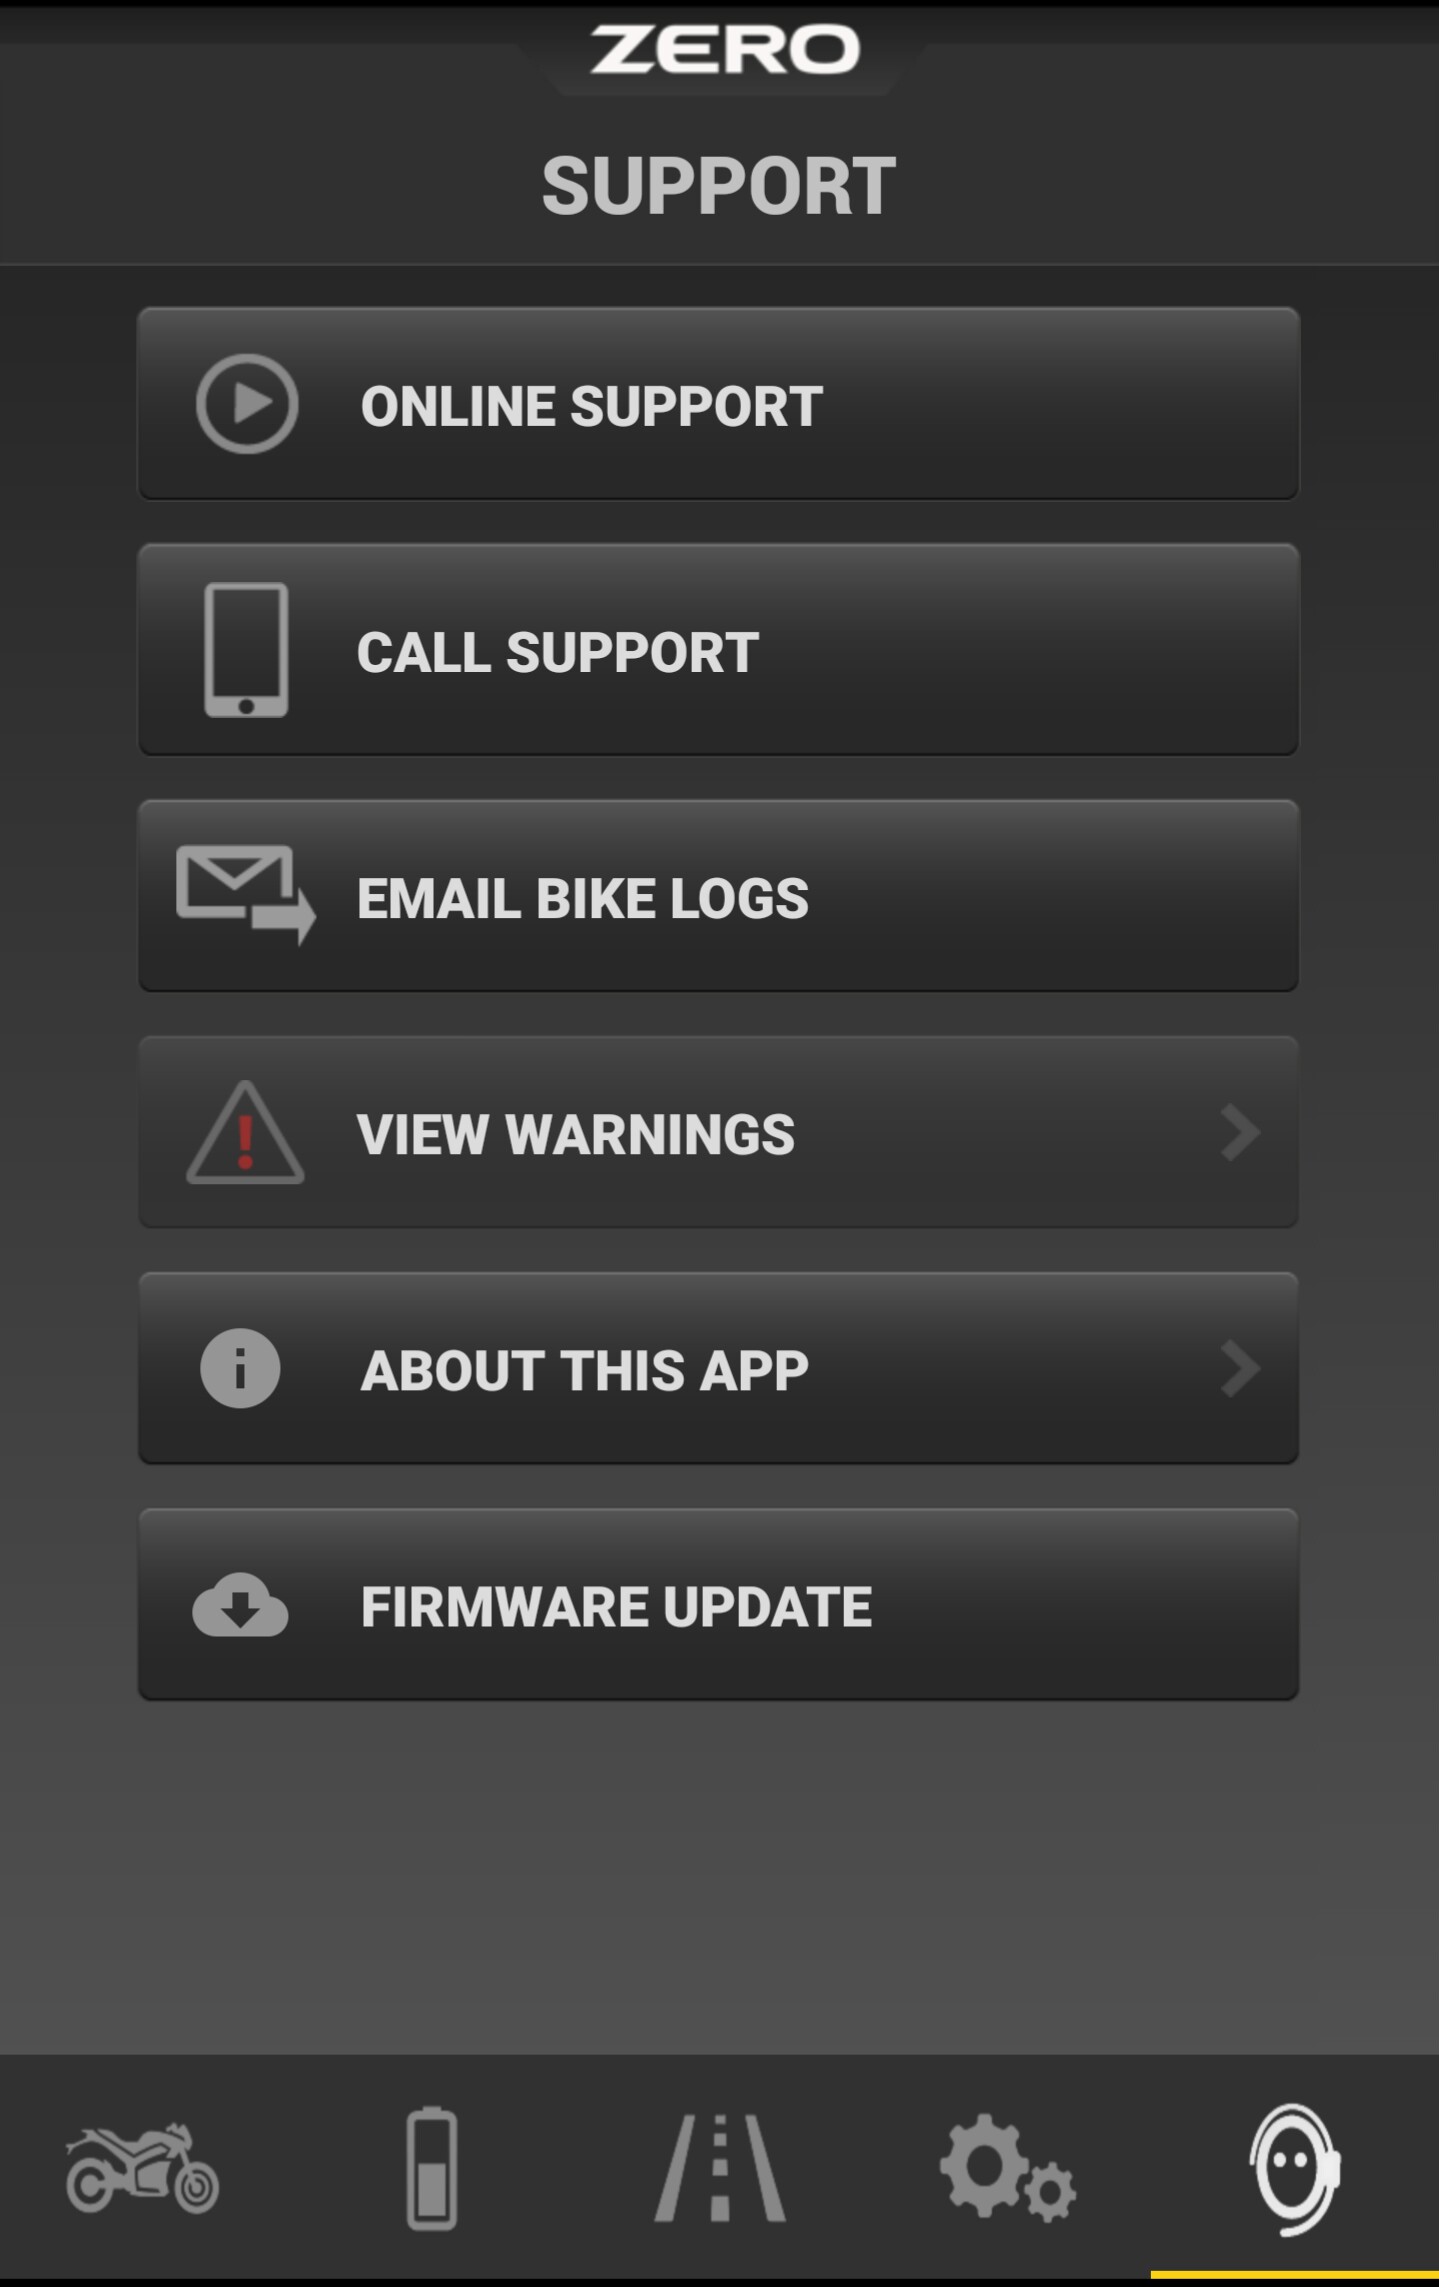 ZERO
SUPPORT
ONLINE SUPPORT
CALL SUPPORT
EMAIL BIKE LOGS
VIEW WARNINGS
ABOUT THIS APP
FIRMWARE UPDATE